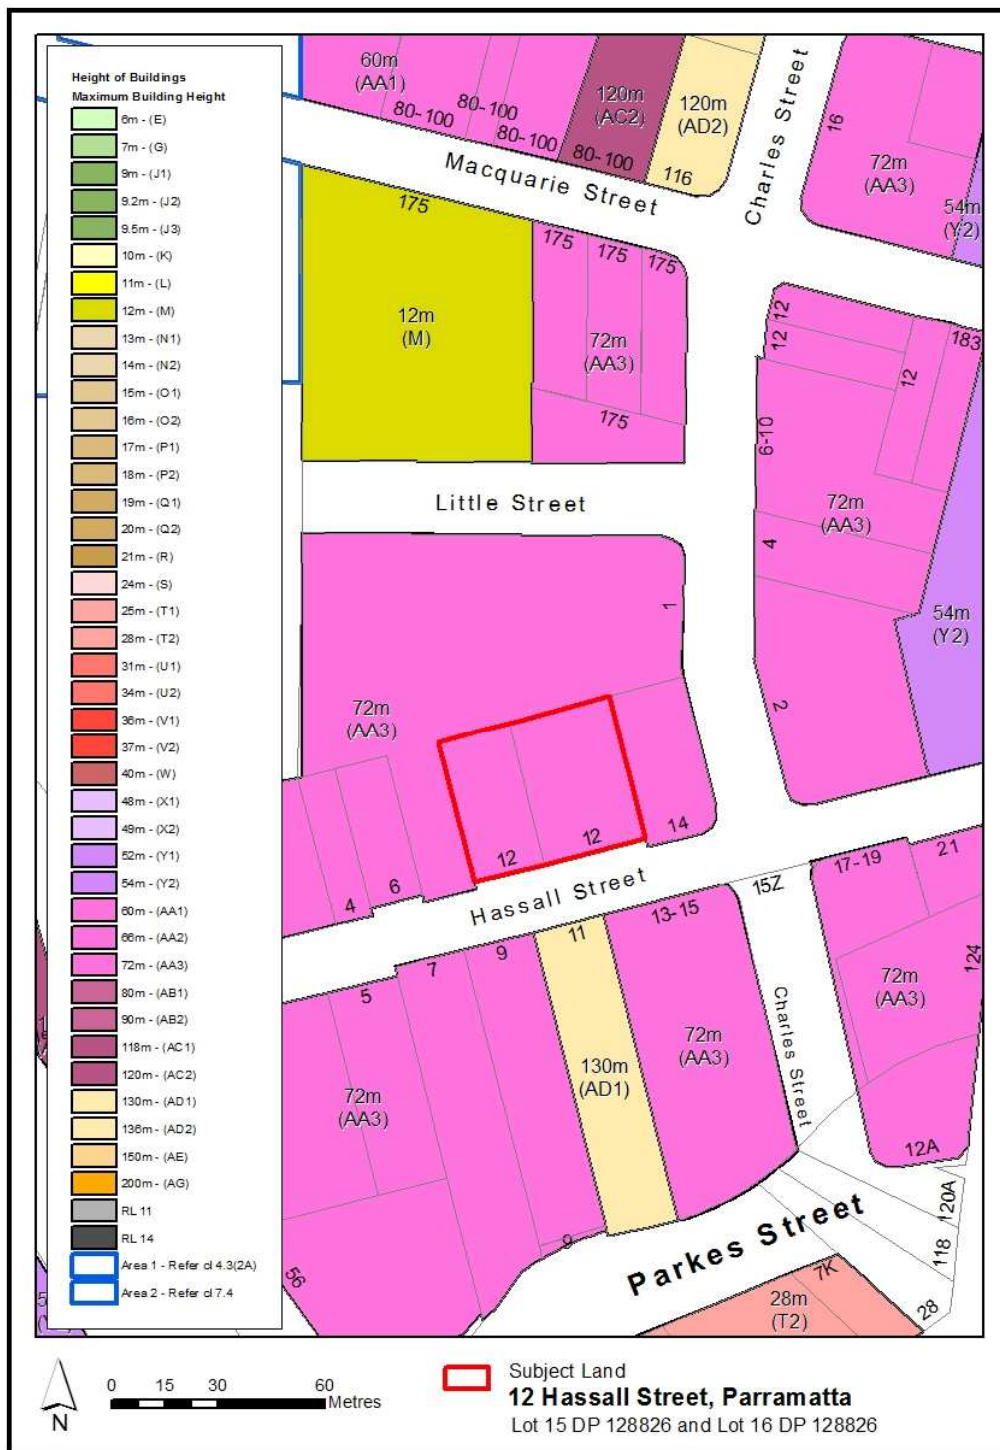 Height of Buildings
Maximum Building Height
6m - (E)
7m - (G)
9m - (J1)
9.2m - (J2)
9.5m - (J3)
10m - (K)
11m - (L)
12m - (M)
13m - (N1)
14m - (N2)
15m - (O1)
16m - (O2)
17m - (P1)
18m - (P2)
19m - (Q1)
20m - (Q2)
21m - (R)
24m - (S)
25m - (T1)
28m - (T2)
31m - (U1)
34m - (U2)
36m - (V1)
37m - (V2)
40m - (W)
48m - (X1)
49m - (X2)
52m - (Y1)
54m - (Y2)
60m - (AA1)
66m - (AA2)
72m - (AA3)
80m - (AB1)
90m - (AB2)
118m - (AC1)
120m - (AC2)
130m - (AD1)
136m - (AD2)
150m - (AE)
200m - (AG)
RL 11
RL 14
Area 1 - Refer cl 4.3(2A)
Area 2 - Refer cl 7.4
60m
(AA1)
80-100
80-100
80-100
120m
(AC2)
80-100
120m
(AD2)
116
Charles Street
16
72m
(AA3)
54m
(Y2)
Macquarie Street
175
175
175
175
12m
(M)
72m
(AA3)
175
12
12
12
183
6-10
72m
(AA3)
4
2
54m
(Y2)
Little Street
1
72m
(AA3)
4
6
12
12
14
Hassall Street
5
7
9
11
13-15
15Z
17-19
21
124
72m
(AA3)
72m
(AA3)
130m
(AD1)
72m
(AA3)
Charles Street
12A
120A
118
28
9
56
Parkes Street
7K
28m
(T2)
N
0 15 30 60
Metres
Subject Land
12 Hassall Street, Parramatta
Lot 15 DP 128826 and Lot 16 DP 128826